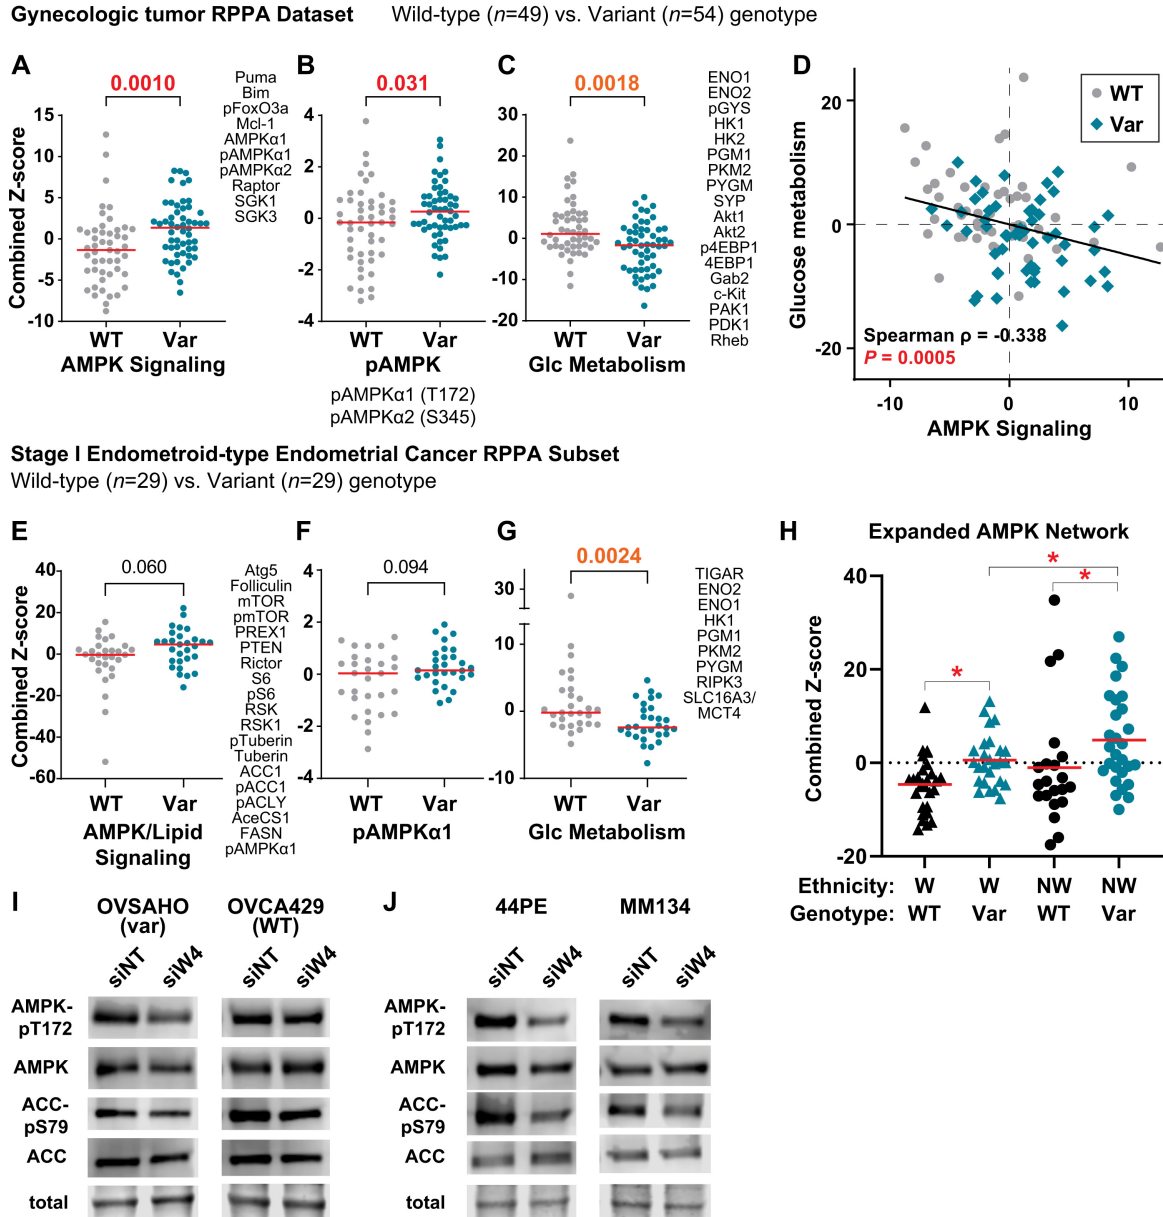 Gynecologic tumor RPPA Dataset Wild-type (n=49) vs. Variant (n=54) genotype
A
0.0010
Combined Z-score
15
10
5
0
-5
-10
WT Var
AMPK Signaling
Puma
Bim
pFoxO3a
Mcl-1
AMPKα1
pAMPKα1
pAMPKα2
Raptor
SGK1
SGK3
B
0.031
4
2
0
-2
-4
WT Var
pAMPK
pAMPKα1 (T172)
pAMPKα2 (S345)
C
0.0018
30
20
10
0
-10
-20
WT Var
Glc Metabolism
ENO1
ENO2
pGYS
HK1
HK2
PGM1
PKM2
PYGM
SYP
Akt1
Akt2
p4EBP1
4EBP1
Gab2
c-Kit
PAK1
PDK1
Rheb
D
WT
Var
Glucose metabolism
20
0
-20
Spearman ρ = -0.338
P = 0.0005
-10 0 10
AMPK Signaling
Stage I Endometroid-type Endometrial Cancer RPPA Subset
Wild-type (n=29) vs. Variant (n=29) genotype
E
0.060
Combined Z-score
40
20
0
-20
-40
-60
WT Var
AMPK/Lipid
Signaling
Atg5
Folliculin
mTOR
pmTOR
PREX1
PTEN
Rictor
S6
pS6
RSK
RSK1
pTuberin
Tuberin
ACC1
pACC1
pACLY
AceCS1
FASN
pAMPKα1
F
0.094
4
2
0
-2
-4
WT Var
pAMPKα1
G
0.0024
30
10
0
-10
WT Var
Glc Metabolism
TIGAR
ENO2
ENO1
HK1
PGM1
PKM2
PYGM
RIPK3
SLC16A3/
MCT4
H
Expanded AMPK Network
* * *
Combined Z-score
40
20
0
-20
Ethnicity: W W NW NW
Genotype: WT Var WT Var
I
OVSAHO OVCA429
(var) (WT)
siNT siW4 siNT siW4
AMPK-
pT172
AMPK
ACC-
pS79
ACC
total
J
44PE MM134
siNT siW4 siNT siW4
AMPK-
pT172
AMPK
ACC-
pS79
ACC
total